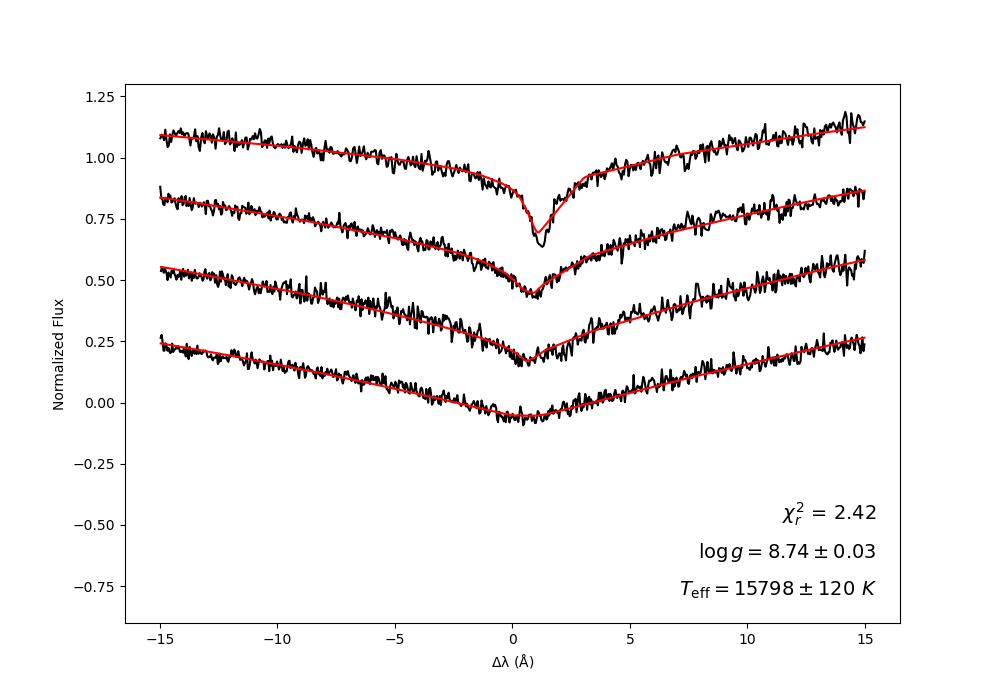 1.25
1.00
0.75
0.50
0.25
0.00
−0.25
−0.50
−0.75
Normalized Flux
χ²ᵣ = 2.42
log g = 8.74 ± 0.03
T_eff = 15798 ± 120 K
−15 −10 −5 0 5 10 15
Δλ (Å)